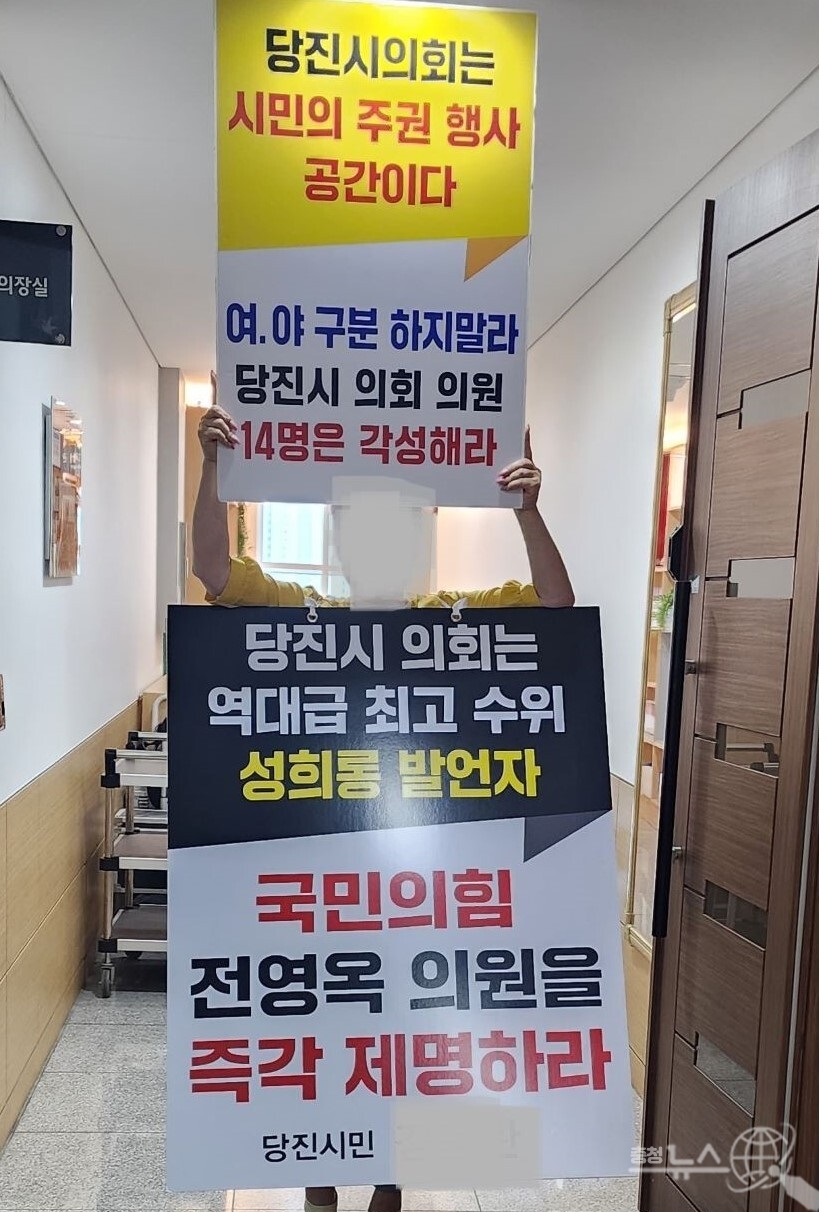 당진시의회는
시민의 주권 행사
공간이다
여.야 구분 하지말라
당진시 의회 의원
14명은 각성해라
의장실
당진시 의회는
역대급 최고 수위
성희롱 발언자
국민의힘
전영옥 의원을
즉각 제명하라
당진시민
충청뉴스